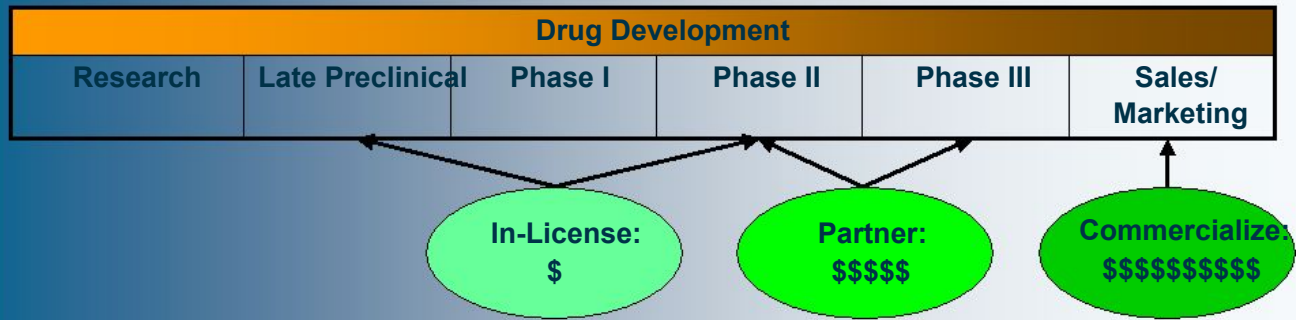 Drug Development
Research
Late Preclinical
Phase I
Phase II
Phase III
Sales/
Marketing
In-License:
$
Partner:
$$$$$
Commercialize:
$$$$$$$$$$